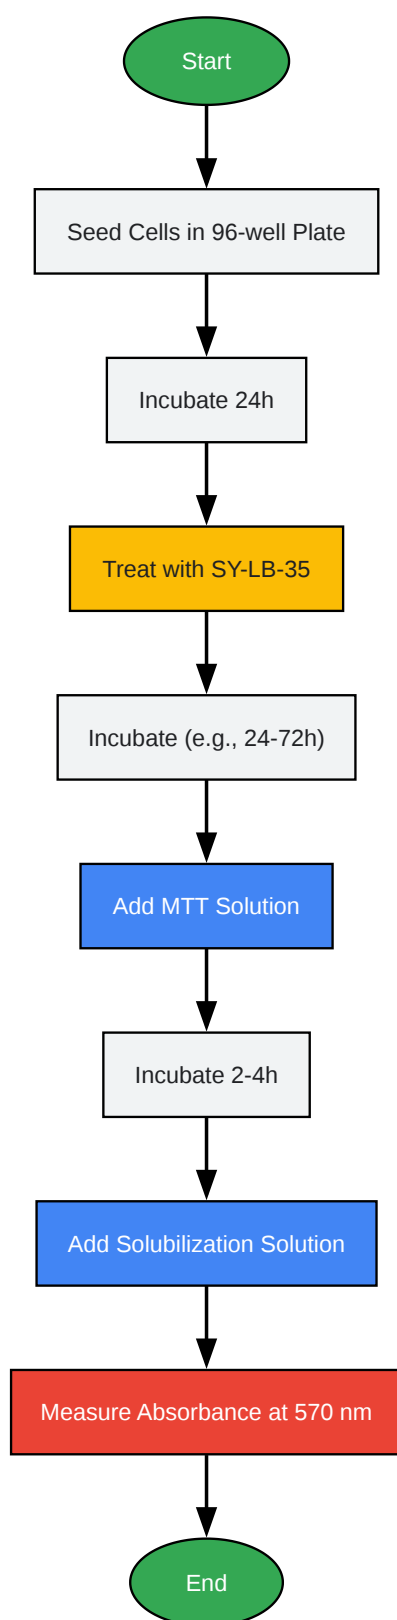 Start
Seed Cells in 96-well Plate
Incubate 24h
Treat with SY-LB-35
Incubate (e.g., 24-72h)
Add MTT Solution
Incubate 2-4h
Add Solubilization Solution
Measure Absorbance at 570 nm
End